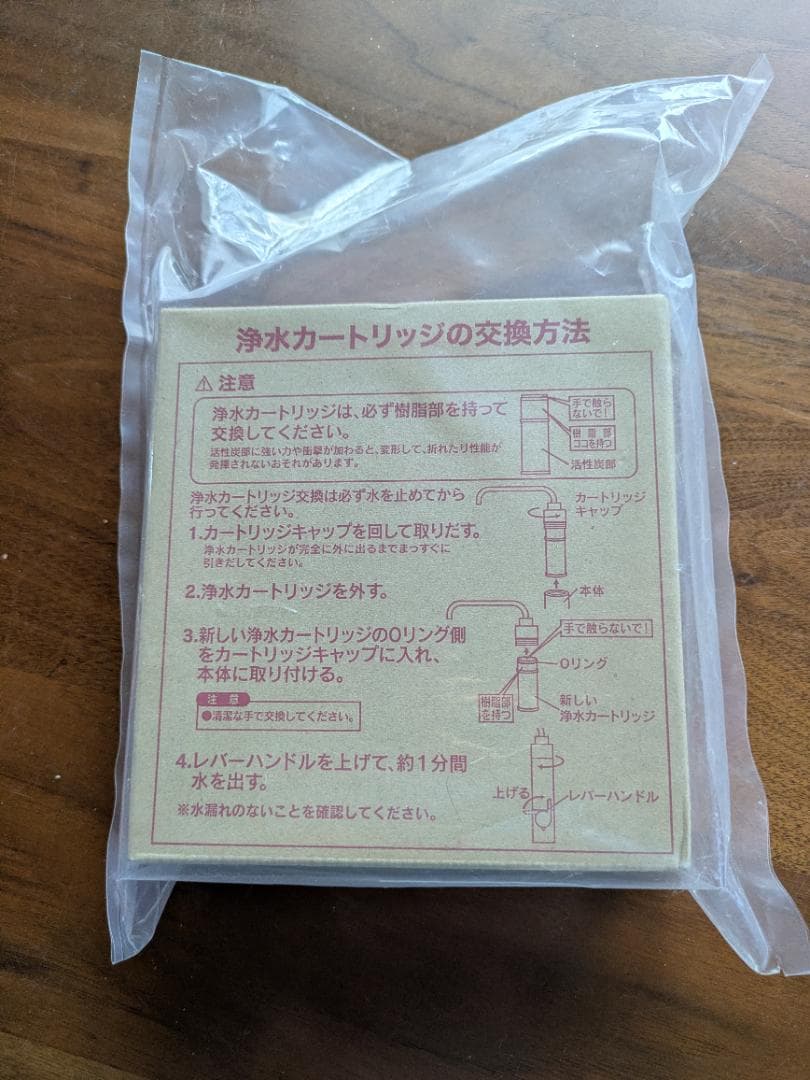 浄水カートリッジの交換方法
⚠ 注意
浄水カートリッジは、必ず樹脂部を持って
交換してください。
活性炭部に強い力や衝撃が加わると、変形して、折れたり性能が
発揮されないおそれがあります。
手で触ら
ないで!
樹脂部
ココを持つ
活性炭部
浄水カートリッジ交換は必ず水を止めてから
行ってください。
1.カートリッジキャップを回して取りだす。
浄水カートリッジが完全に外に出るまでまっすぐに
引きだしてください。
カートリッジ
キャップ
本体
2.浄水カートリッジを外す。
3.新しい浄水カートリッジのOリング側
をカートリッジキャップに入れ、
本体に取り付ける。
注意
●清潔な手で交換してください。
手で触らないで!
Oリング
樹脂部
を持つ
新しい
浄水カートリッジ
4.レバーハンドルを上げて、約1分間
水を出す。
※水漏れのないことを確認してください。
上げる
レバーハンドル